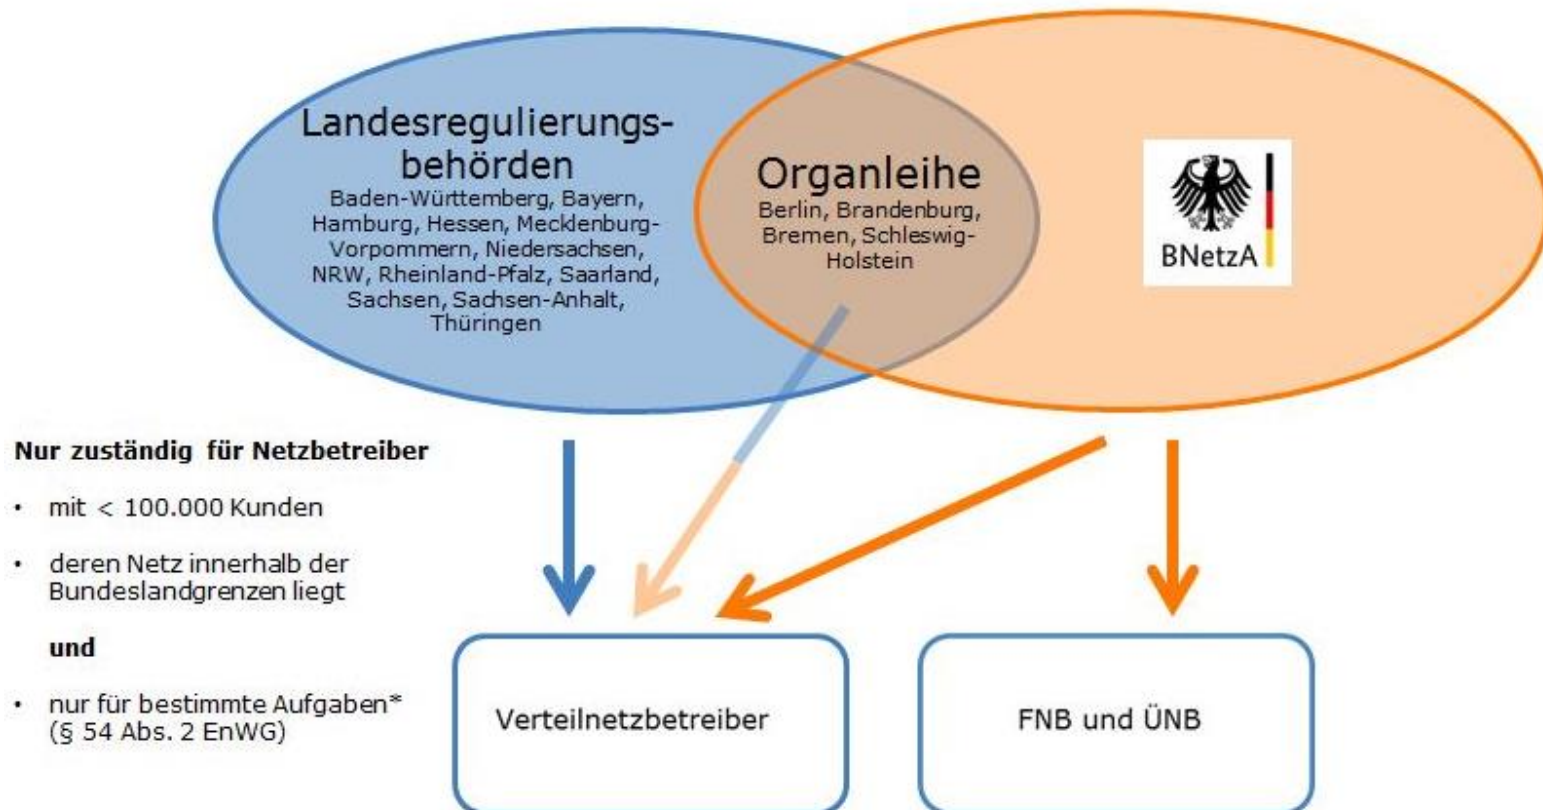 Landesregulierungs-
behörden
Baden-Württemberg, Bayern,
Hamburg, Hessen, Mecklenburg-
Vorpommern, Niedersachsen,
NRW, Rheinland-Pfalz, Saarland,
Sachsen, Sachsen-Anhalt,
Thüringen
Organleihe
Berlin, Brandenburg,
Bremen, Schleswig-
Holstein
BNetzA
Nur zuständig für Netzbetreiber
• mit < 100.000 Kunden
• deren Netz innerhalb der
Bundeslandgrenzen liegt
und
• nur für bestimmte Aufgaben*
(§ 54 Abs. 2 EnWG)
Verteilnetzbetreiber
FNB und ÜNB